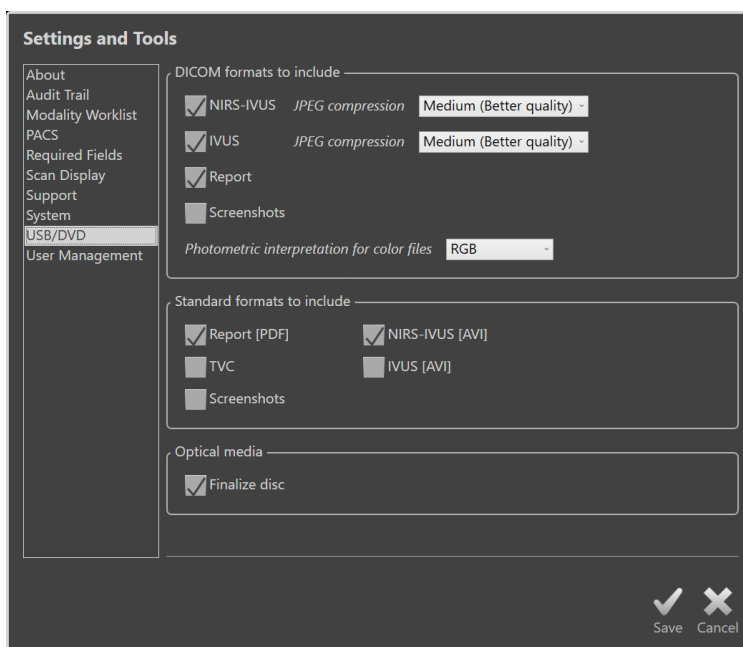 Settings and Tools
About
Audit Trail
Modality Worklist
PACS
Required Fields
Scan Display
Support
System
USB/DVD
User Management
DICOM formats to include
NIRS-IVUS JPEG compression Medium (Better quality)
IVUS JPEG compression Medium (Better quality)
Report
Screenshots
Photometric interpretation for color files RGB
Standard formats to include
Report [PDF] NIRS-IVUS [AVI]
TVC IVUS [AVI]
Screenshots
Optical media
Finalize disc
Save Cancel